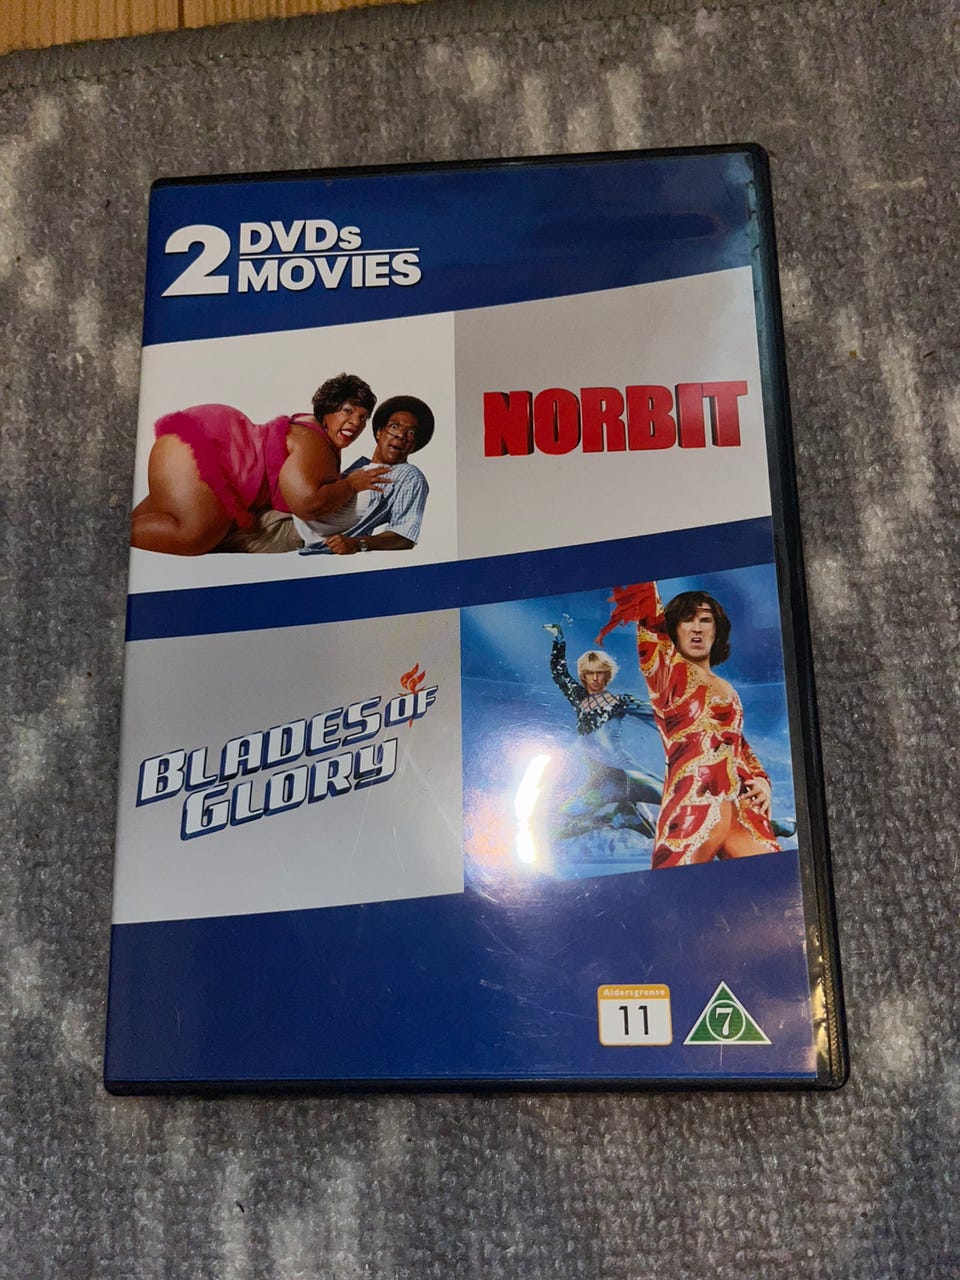 2 DVDs
MOVIES
NORBIT
BLADES OF
GLORY
Aldersgrense
11
7